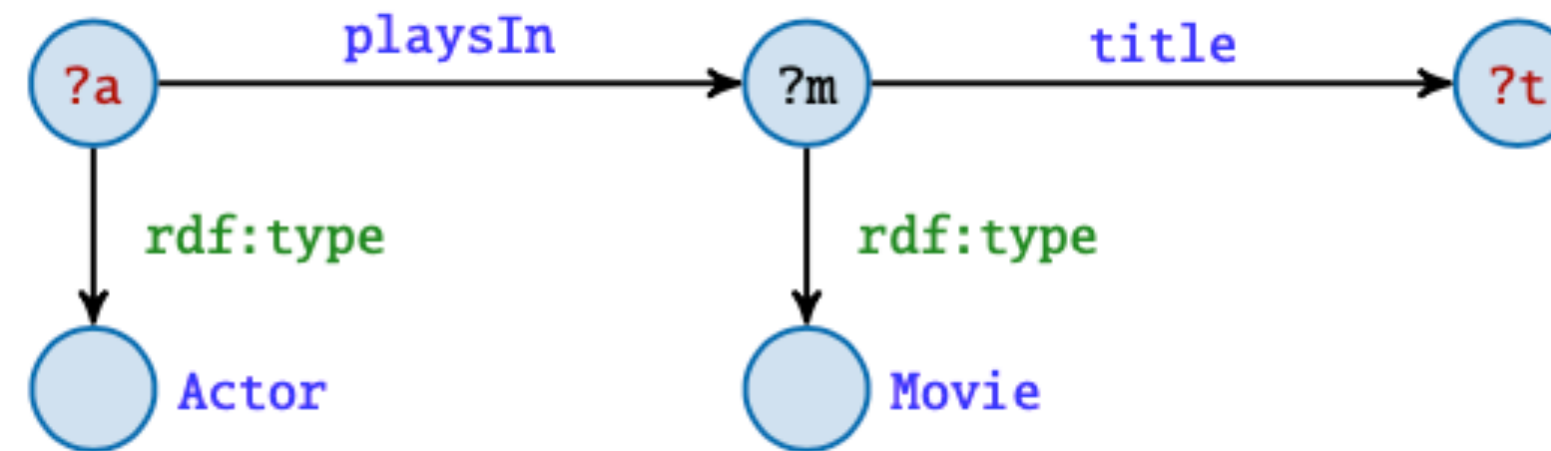 playsIn
title
?a
?m
?t
rdf:type
rdf:type
Actor
Movie